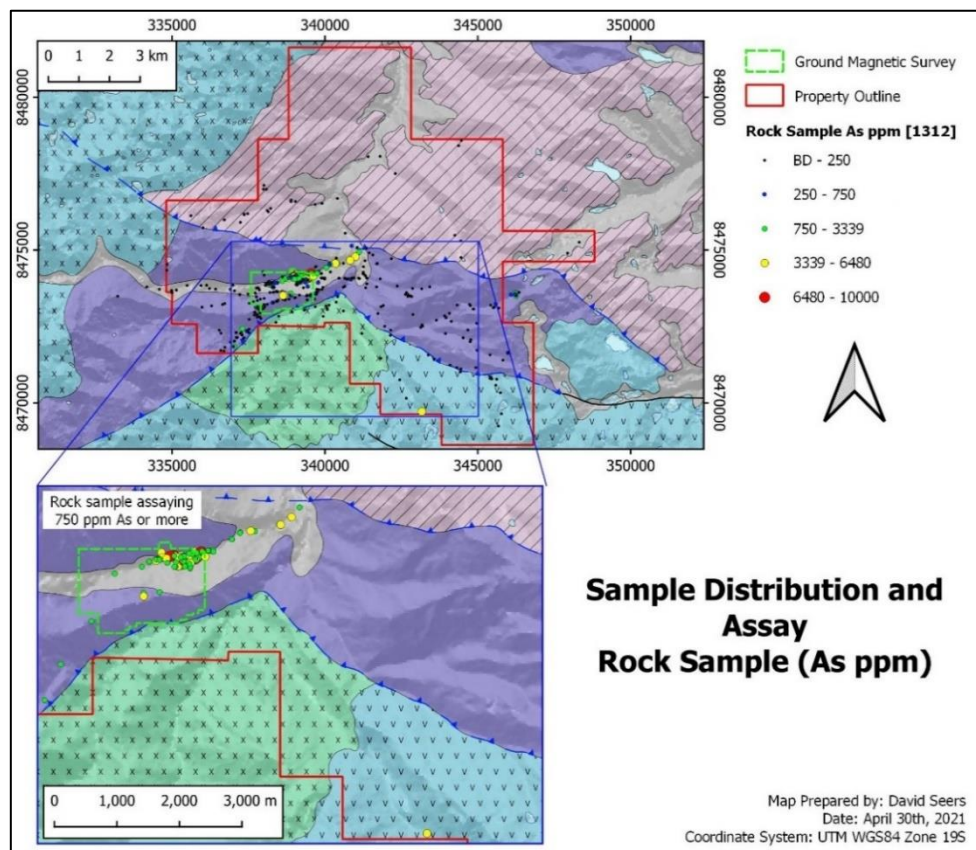 335000 340000 345000 350000
0 1 2 3 km
8480000
8475000
8470000
8480000
8475000
8470000
335000 340000 345000 350000
Ground Magnetic Survey
Property Outline
Rock Sample As ppm [1312]
BD - 250
250 - 750
750 - 3339
3339 - 6480
6480 - 10000
Rock sample assaying
750 ppm As or more
0 1,000 2,000 3,000 m
Sample Distribution and
Assay
Rock Sample (As ppm)
Map Prepared by: David Seers
Date: April 30th, 2021
Coordinate System: UTM WGS84 Zone 19S